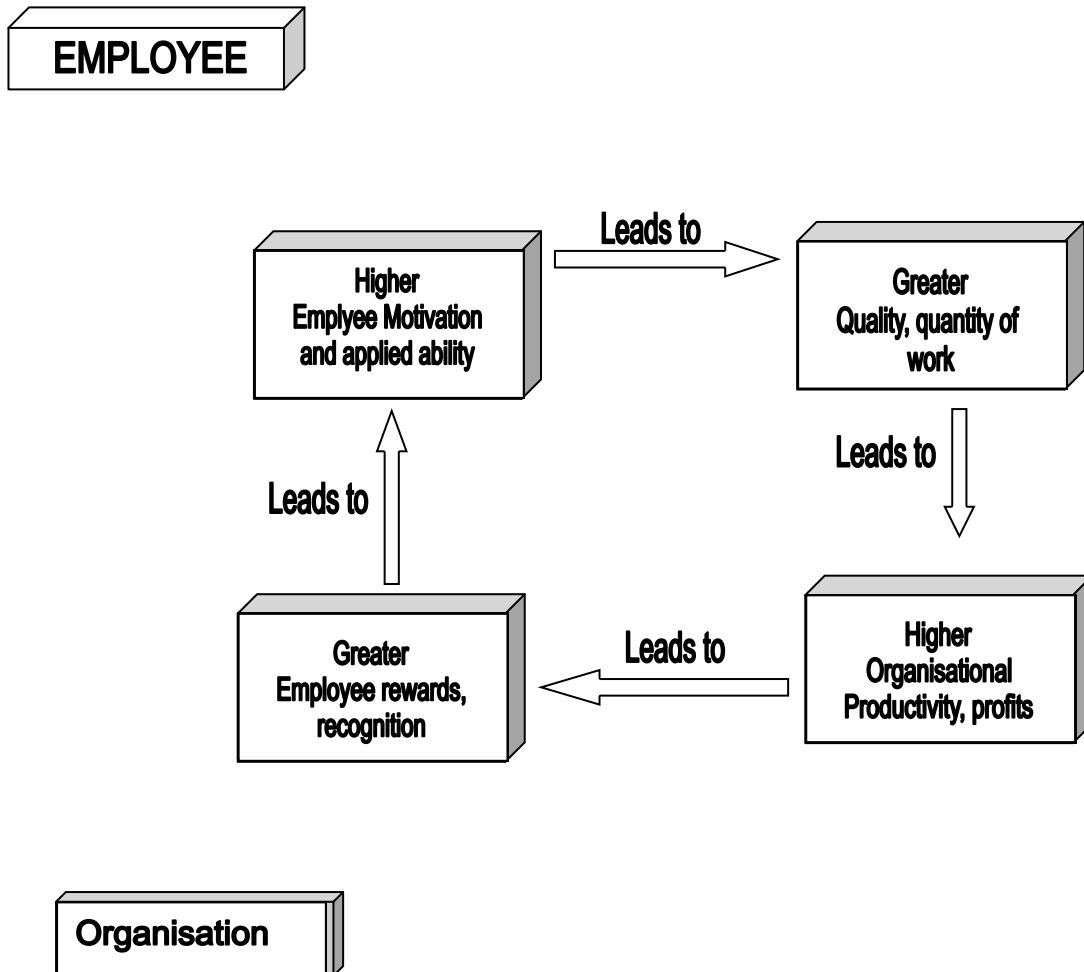 EMPLOYEE
Leads to
Higher
Emplyee Motivation
and applied ability
Greater
Quality, quantity of
work
Leads to
Leads to
Greater
Employee rewards,
recognition
Leads to
Higher
Organisational
Productivity, profits
Organisation